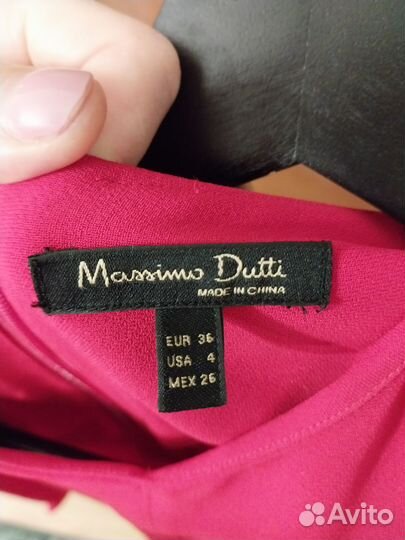 Massimo Dutti
MADE IN CHINA
EUR 36
USA 4
MEX 26
Avito